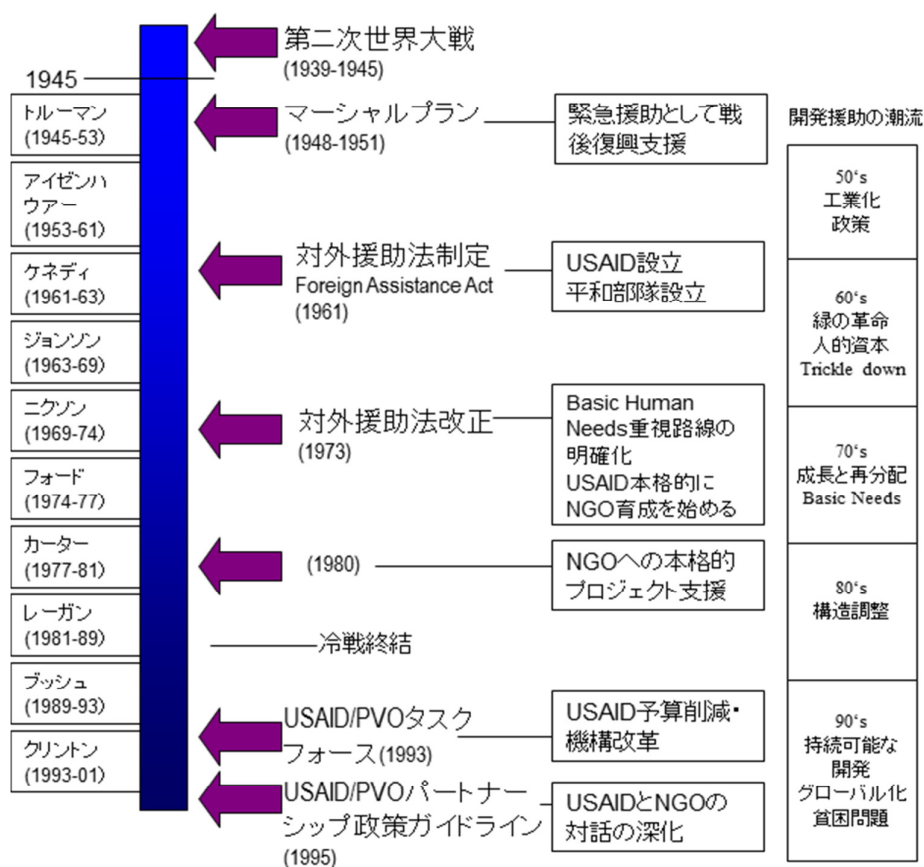 第二次世界大戦
(1939-1945)
1945
トルーマン
(1945-53)
マーシャルプラン
(1948-1951)
緊急援助として戦
後復興支援
開発援助の潮流
アイゼンハ
ウアー
(1953-61)
50's
工業化
政策
ケネディ
(1961-63)
対外援助法制定
Foreign Assistance Act
(1961)
USAID設立
平和部隊設立
60's
緑の革命
人的資本
Trickle down
ジョンソン
(1963-69)
ニクソン
(1969-74)
対外援助法改正
(1973)
Basic Human
Needs重視路線の
明確化
USAID本格的に
NGO育成を始める
70's
成長と再分配
Basic Needs
フォード
(1974-77)
カーター
(1977-81)
(1980)
NGOへの本格的
プロジェクト支援
80's
構造調整
レーガン
(1981-89)
冷戦終結
ブッシュ
(1989-93)
USAID/PVOタスク
フォース(1993)
USAID予算削減・
機構改革
90's
持続可能な
開発
グローバル化
貧困問題
クリントン
(1993-01)
USAID/PVOパートナー
シップ政策ガイドライン
(1995)
USAIDとNGOの
対話の深化